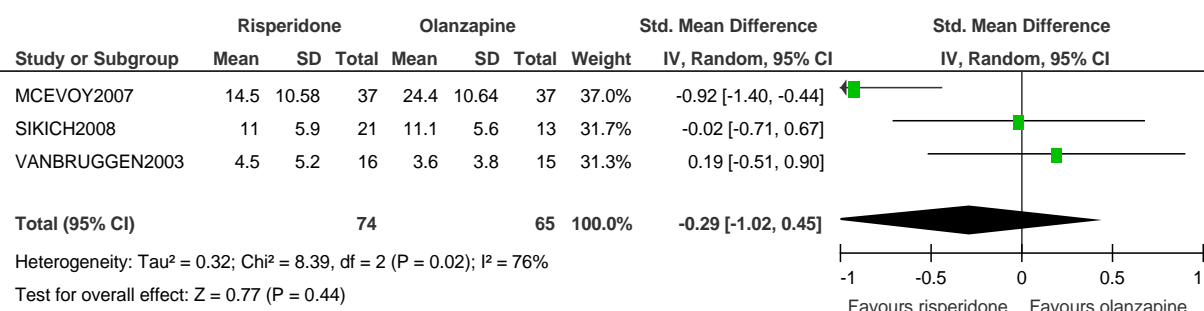 Risperidone Olanzapine Std. Mean Difference Std. Mean Difference
Study or Subgroup Mean SD Total Mean SD Total Weight IV, Random, 95% CI IV, Random, 95% CI
MCEVOY2007 14.5 10.58 37 24.4 10.64 37 37.0% -0.92 [-1.40, -0.44]
SIKICH2008 11 5.9 21 11.1 5.6 13 31.7% -0.02 [-0.71, 0.67]
VANBRUGGEN2003 4.5 5.2 16 3.6 3.8 15 31.3% 0.19 [-0.51, 0.90]
Total (95% CI) 74 65 100.0% -0.29 [-1.02, 0.45]
Heterogeneity: Tau² = 0.32; Chi² = 8.39, df = 2 (P = 0.02); I² = 76%
Test for overall effect: Z = 0.77 (P = 0.44)
-1 -0.5 0 0.5 1
Favours risperidone Favours olanzapine